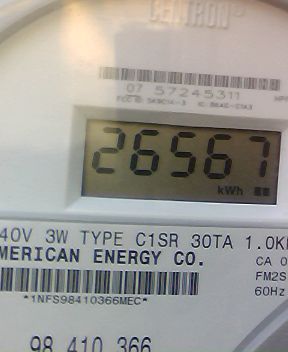 CENTRON®
07 57245311
26567
kWh
40V 3W TYPE C1SR 30TA 1.0K
MERICAN ENERGY CO.
CA 0
FM2S
60Hz
*1NFS98410366MEC*
98 410 366